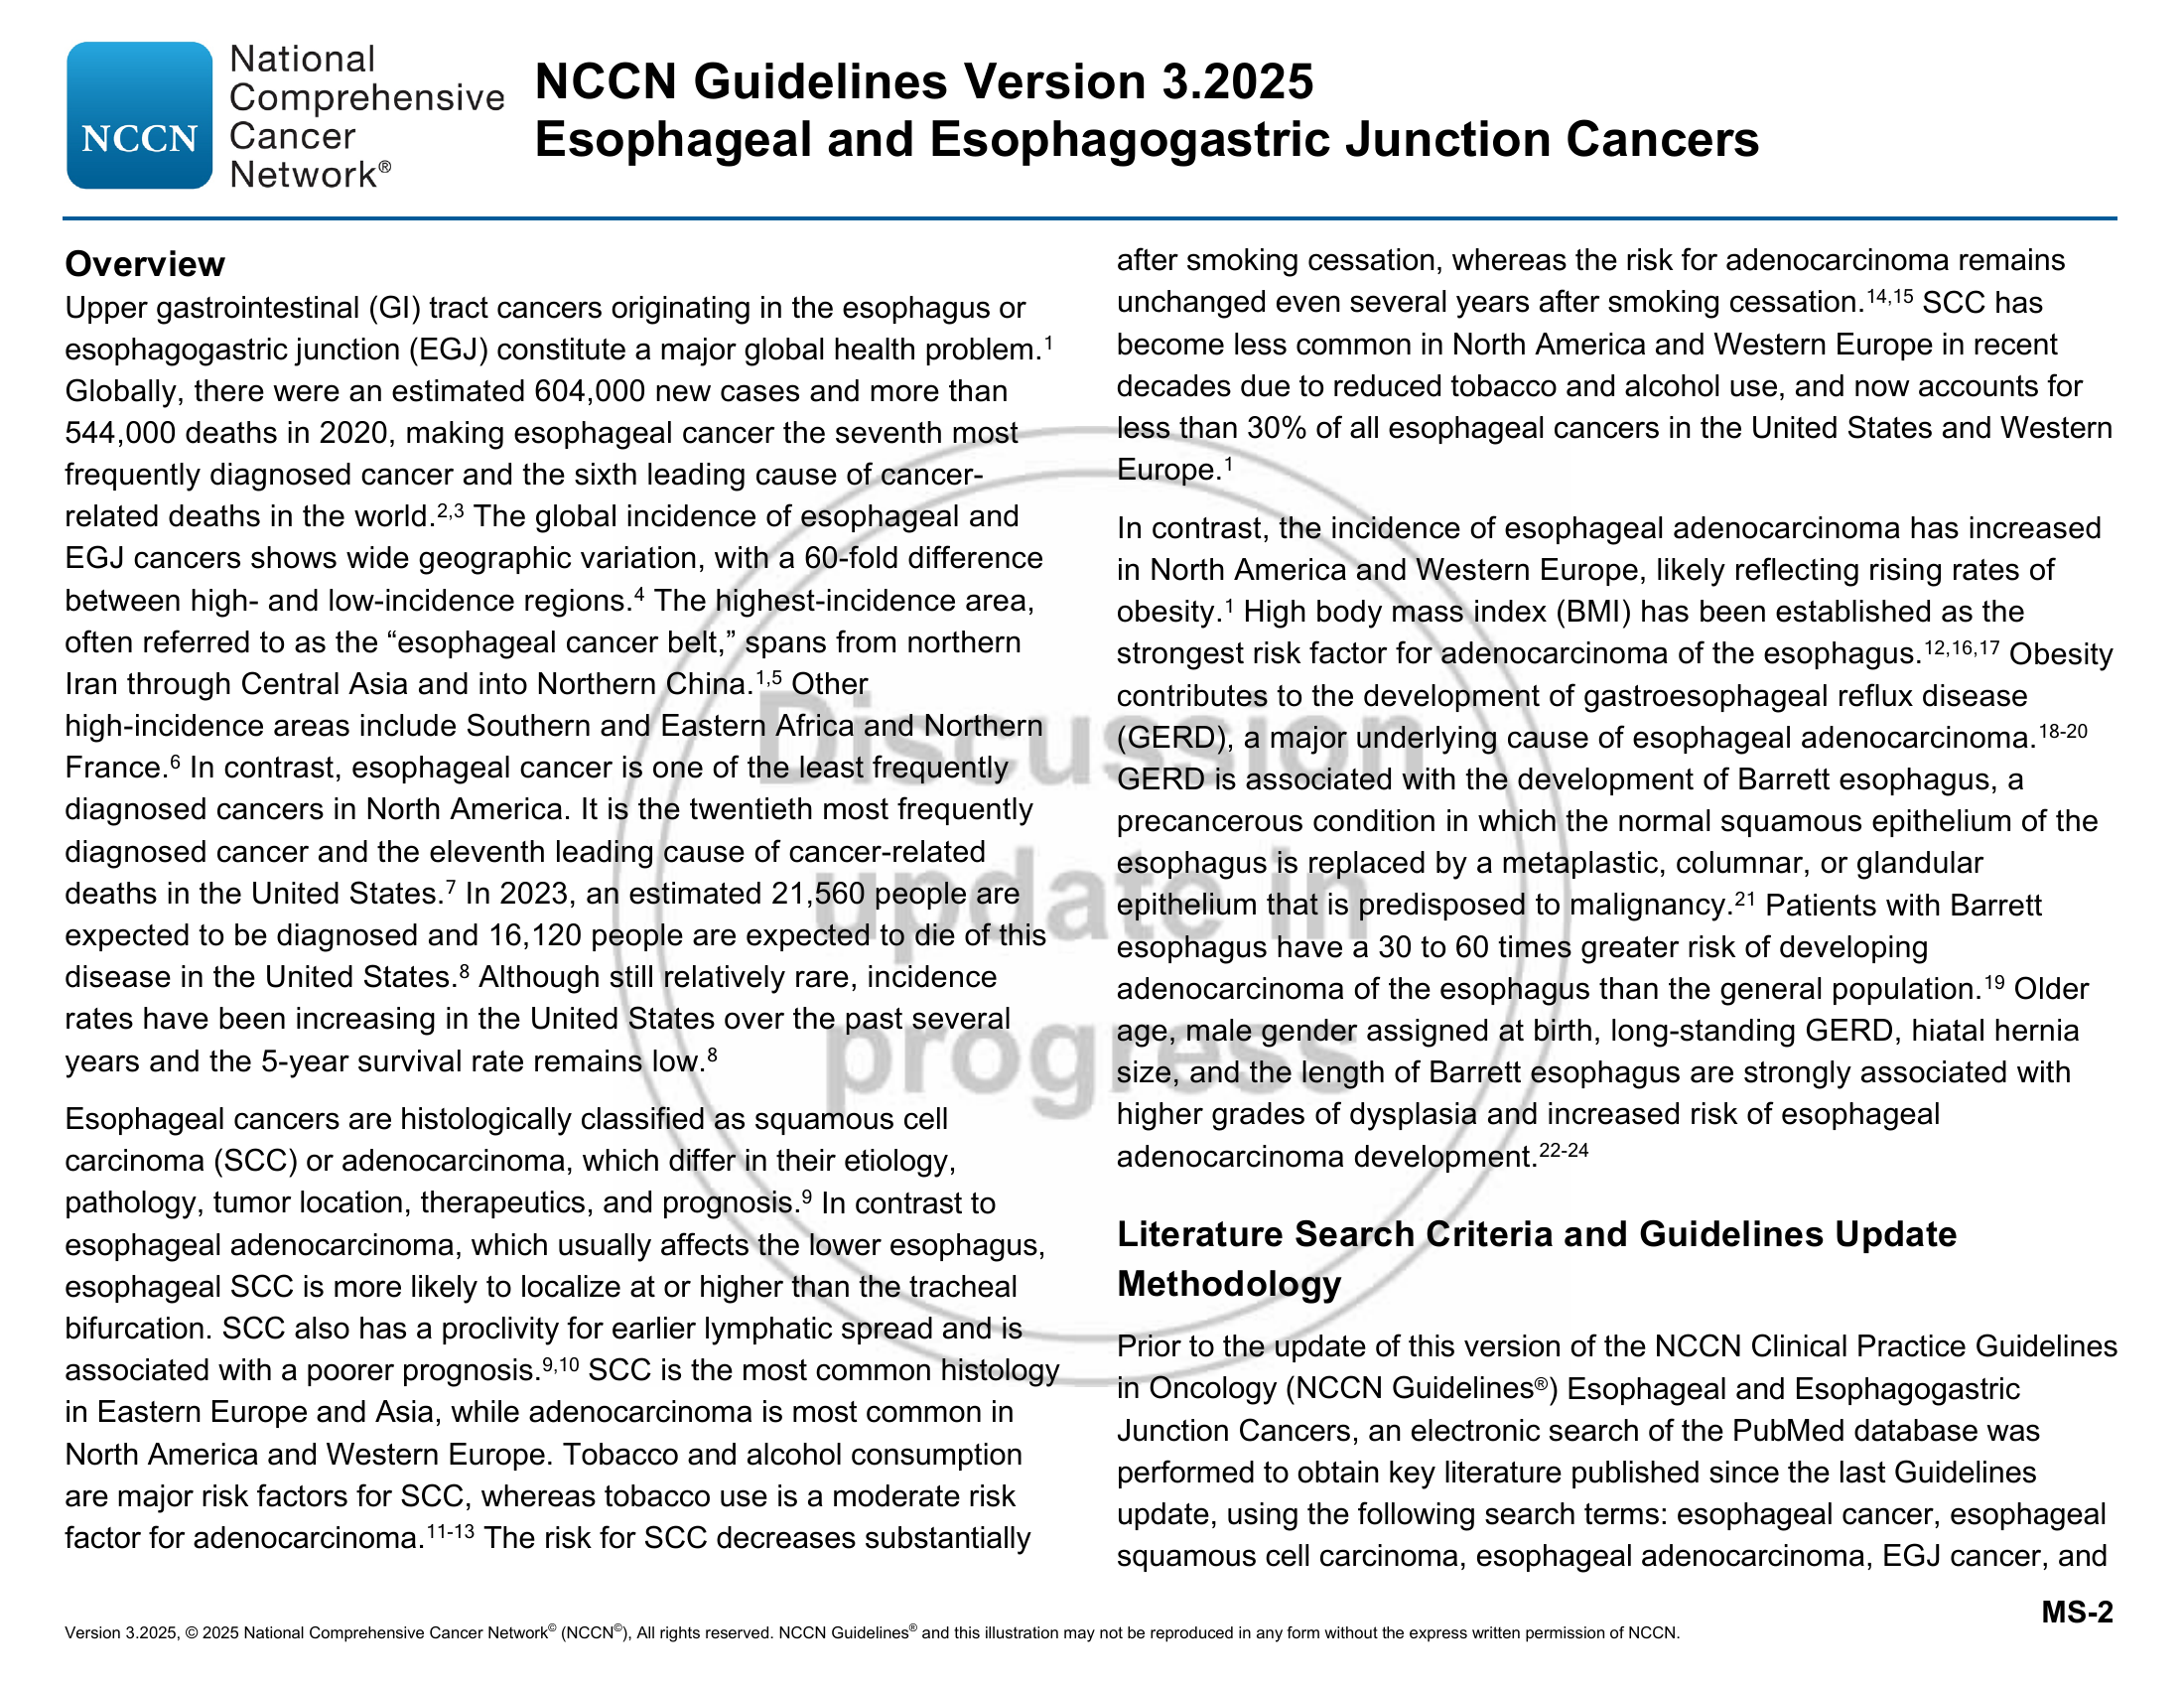 NCCN
National
Comprehensive
Cancer
Network®
NCCN Guidelines Version 3.2025
Esophageal and Esophagogastric Junction Cancers
Overview
Upper gastrointestinal (GI) tract cancers originating in the esophagus or
esophagogastric junction (EGJ) constitute a major global health problem.1
Globally, there were an estimated 604,000 new cases and more than
544,000 deaths in 2020, making esophageal cancer the seventh most
frequently diagnosed cancer and the sixth leading cause of cancer-
related deaths in the world.2,3 The global incidence of esophageal and
EGJ cancers shows wide geographic variation, with a 60-fold difference
between high- and low-incidence regions.4 The highest-incidence area,
often referred to as the “esophageal cancer belt,” spans from northern
Iran through Central Asia and into Northern China.1,5 Other
high-incidence areas include Southern and Eastern Africa and Northern
France.6 In contrast, esophageal cancer is one of the least frequently
diagnosed cancers in North America. It is the twentieth most frequently
diagnosed cancer and the eleventh leading cause of cancer-related
deaths in the United States.7 In 2023, an estimated 21,560 people are
expected to be diagnosed and 16,120 people are expected to die of this
disease in the United States.8 Although still relatively rare, incidence
rates have been increasing in the United States over the past several
years and the 5-year survival rate remains low.8
Esophageal cancers are histologically classified as squamous cell
carcinoma (SCC) or adenocarcinoma, which differ in their etiology,
pathology, tumor location, therapeutics, and prognosis.9 In contrast to
esophageal adenocarcinoma, which usually affects the lower esophagus,
esophageal SCC is more likely to localize at or higher than the tracheal
bifurcation. SCC also has a proclivity for earlier lymphatic spread and is
associated with a poorer prognosis.9,10 SCC is the most common histology
in Eastern Europe and Asia, while adenocarcinoma is most common in
North America and Western Europe. Tobacco and alcohol consumption
are major risk factors for SCC, whereas tobacco use is a moderate risk
factor for adenocarcinoma.11-13 The risk for SCC decreases substantially
after smoking cessation, whereas the risk for adenocarcinoma remains
unchanged even several years after smoking cessation.14,15 SCC has
become less common in North America and Western Europe in recent
decades due to reduced tobacco and alcohol use, and now accounts for
less than 30% of all esophageal cancers in the United States and Western
Europe.1
In contrast, the incidence of esophageal adenocarcinoma has increased
in North America and Western Europe, likely reflecting rising rates of
obesity.1 High body mass index (BMI) has been established as the
strongest risk factor for adenocarcinoma of the esophagus.12,16,17 Obesity
contributes to the development of gastroesophageal reflux disease
(GERD), a major underlying cause of esophageal adenocarcinoma.18-20
GERD is associated with the development of Barrett esophagus, a
precancerous condition in which the normal squamous epithelium of the
esophagus is replaced by a metaplastic, columnar, or glandular
epithelium that is predisposed to malignancy.21 Patients with Barrett
esophagus have a 30 to 60 times greater risk of developing
adenocarcinoma of the esophagus than the general population.19 Older
age, male gender assigned at birth, long-standing GERD, hiatal hernia
size, and the length of Barrett esophagus are strongly associated with
higher grades of dysplasia and increased risk of esophageal
adenocarcinoma development.22-24
Literature Search Criteria and Guidelines Update
Methodology
Prior to the update of this version of the NCCN Clinical Practice Guidelines
in Oncology (NCCN Guidelines®) Esophageal and Esophagogastric
Junction Cancers, an electronic search of the PubMed database was
performed to obtain key literature published since the last Guidelines
update, using the following search terms: esophageal cancer, esophageal
squamous cell carcinoma, esophageal adenocarcinoma, EGJ cancer, and
Discussion
update in
progress
MS-2
Version 3.2025, © 2025 National Comprehensive Cancer Network© (NCCN©), All rights reserved. NCCN Guidelines® and this illustration may not be reproduced in any form without the express written permission of NCCN.